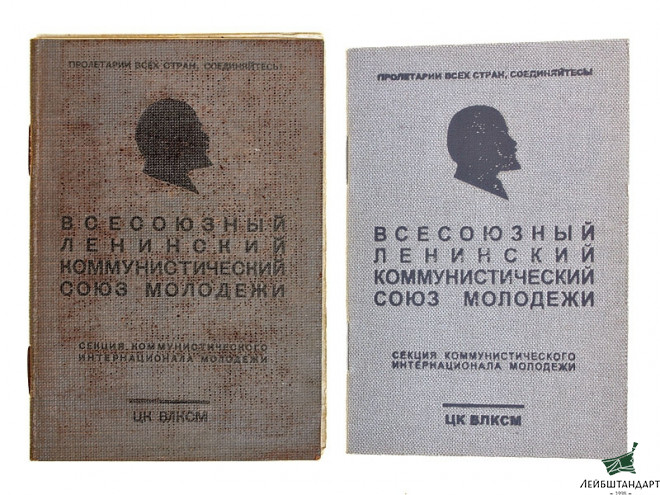 ПРОЛЕТАРИИ ВСЕХ СТРАН, СОЕДИНЯЙТЕСЬ!
ВСЕСОЮЗНЫЙ
ЛЕНИНСКИЙ
КОММУНИСТИЧЕСКИЙ
СОЮЗ МОЛОДЕЖИ
СЕКЦИЯ КОММУНИСТИЧЕСКОГО
ИНТЕРНАЦИОНАЛА МОЛОДЕЖИ
ЦК ВЛКСМ
ПРОЛЕТАРИИ ВСЕХ СТРАН, СОЕДИНЯЙТЕСЬ
ВСЕСОЮЗНЫЙ
ЛЕНИНСКИЙ
КОММУНИСТИЧЕСКИЙ
СОЮЗ МОЛОДЕЖИ
СЕКЦИЯ КОММУНИСТИЧЕСКОГО
ИНТЕРНАЦИОНАЛА МОЛОДЕЖИ
ЦК ВЛКСМ
ЛЕЙБШТАНДАРТ